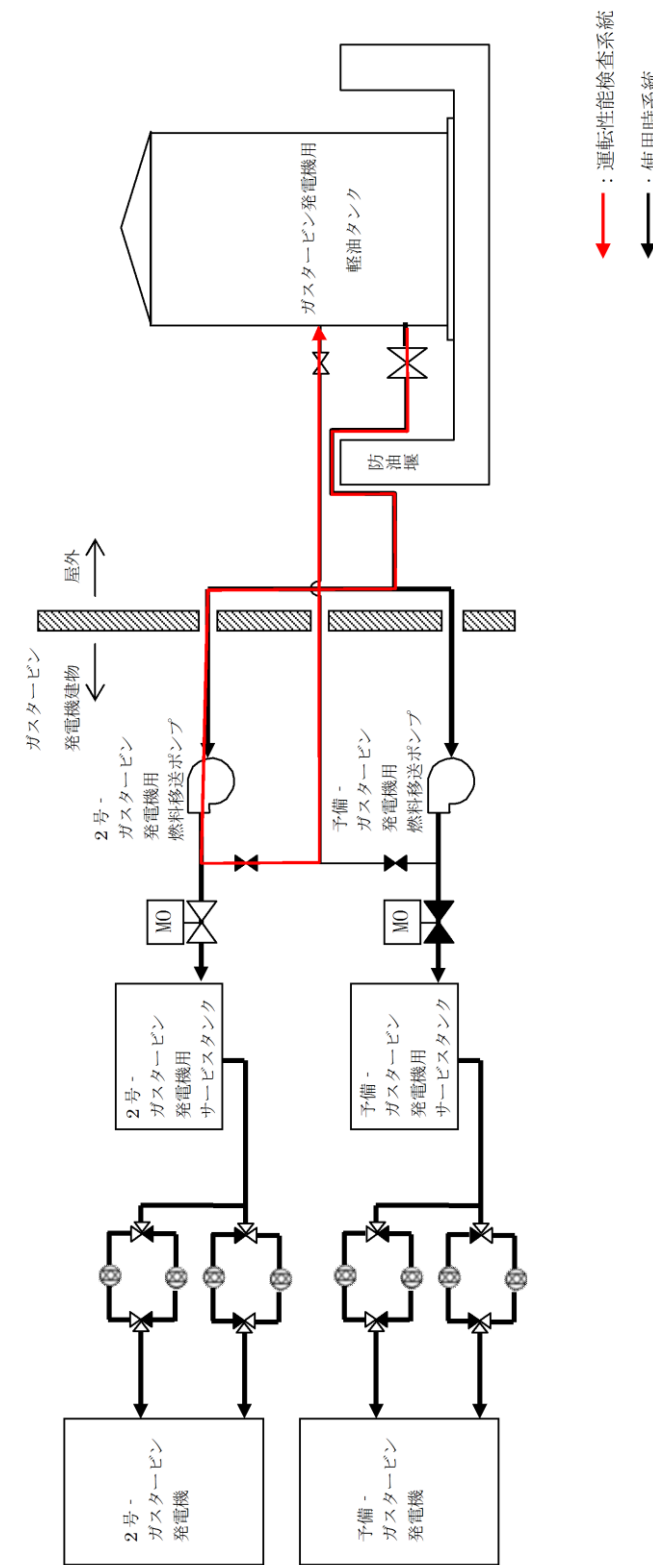 ガスタービン
発電機建物
屋外
ガスタービン発電機用
軽油タンク
防油堰
2号-
ガスタービン
発電機用
燃料移送ポンプ
予備-
ガスタービン
発電機用
燃料移送ポンプ
MO
MO
2号-
ガスタービン
発電機用
サービスタンク
予備-
ガスタービン
発電機用
サービスタンク
2号-
ガスタービン
発電機
予備-
ガスタービン
発電機
：運転性能検査系統
：使用時系統